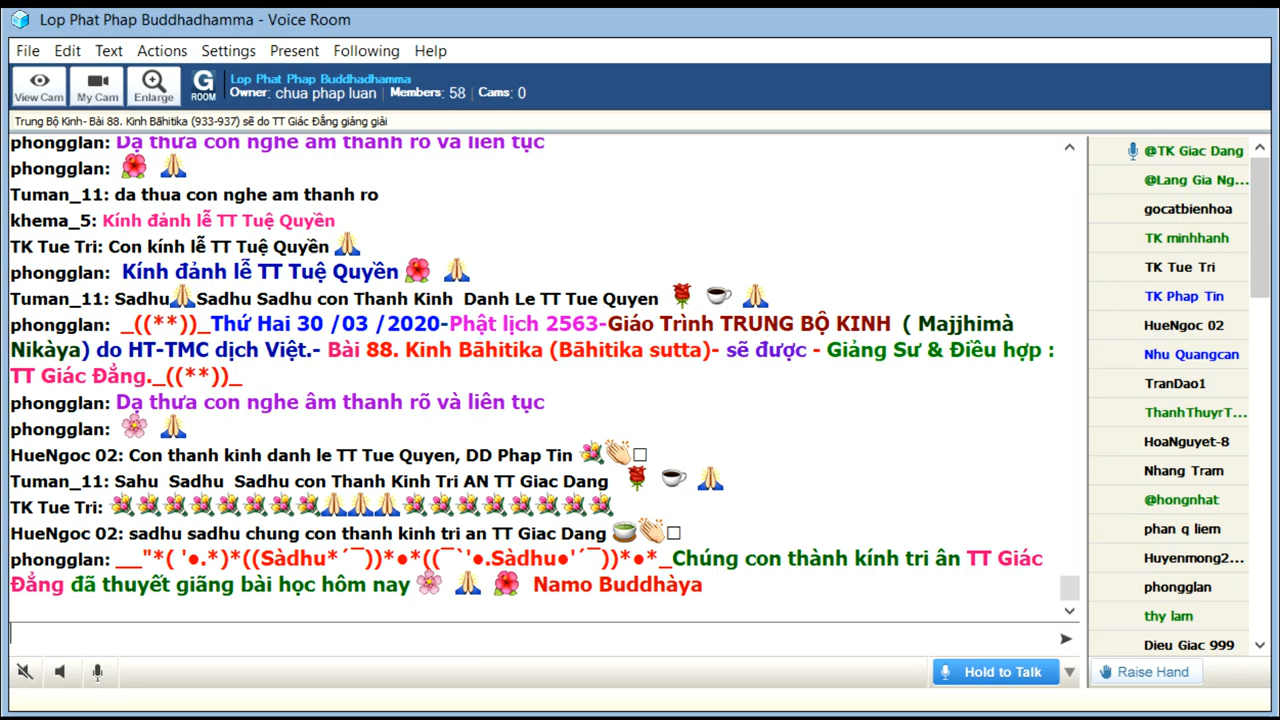 Lop Phat Phap Buddhadhamma - Voice Room
File Edit Text Actions Settings Present Following Help
View Cam My Cam Enlarge G ROOM
Lop Phat Phap Buddhadhamma
Owner: chua phap luan , Members: 58 , Cams: 0
Trung Bộ Kinh- Bài 88. Kinh Bāhitika (933-937) sẽ do TT Giác Đẳng giảng giải
phongglan: Dạ thưa con nghe âm thanh rõ và liên tục
phongglan:
Tuman_11: da thua con nghe am thanh ro
khema_5: Kính đảnh lễ TT Tuệ Quyền
TK Tue Tri: Con kính lễ TT Tuệ Quyền
phongglan: Kính đảnh lễ TT Tuệ Quyền
Tuman_11: Sadhu Sadhu Sadhu con Thanh Kinh Danh Le TT Tue Quyen
phongglan: _((**))_Thứ Hai 30 /03 /2020-Phật lịch 2563-Giáo Trình TRUNG BỘ KINH ( Majjhimà
Nikàya) do HT-TMC dịch Việt.- Bài 88. Kinh Bāhitika (Bāhitika sutta)- sẽ được - Giảng Sư & Điều hợp :
TT Giác Đẳng._((**))_
phongglan: Dạ thưa con nghe âm thanh rõ và liên tục
phongglan:
HueNgoc 02: Con thanh kinh danh le TT Tue Quyen, DD Phap Tin
Tuman_11: Sahu Sadhu Sadhu con Thanh Kinh Tri AN TT Giac Dang
TK Tue Tri:
HueNgoc 02: sadhu sadhu chung con thanh kinh tri an TT Giac Dang
phongglan: __"*( '●.*)*((Sàdhu*´¯))*●*((¯`'●.Sàdhu●'´¯))*●*_Chúng con thành kính tri ân TT Giác
Đẳng đã thuyết giãng bài học hôm nay Namo Buddhàya
@TK Giac Dang
@Lang Gia Ng...
gocatbienhoa
TK minhhanh
TK Tue Tri
TK Phap Tin
HueNgoc 02
Nhu Quangcan
TranDao1
ThanhThuyrT...
HoaNguyet-8
Nhang Tram
@hongnhat
phan q liem
Huyenmong2...
phongglan
thy lam
Dieu Giac 999
Hold to Talk
Raise Hand